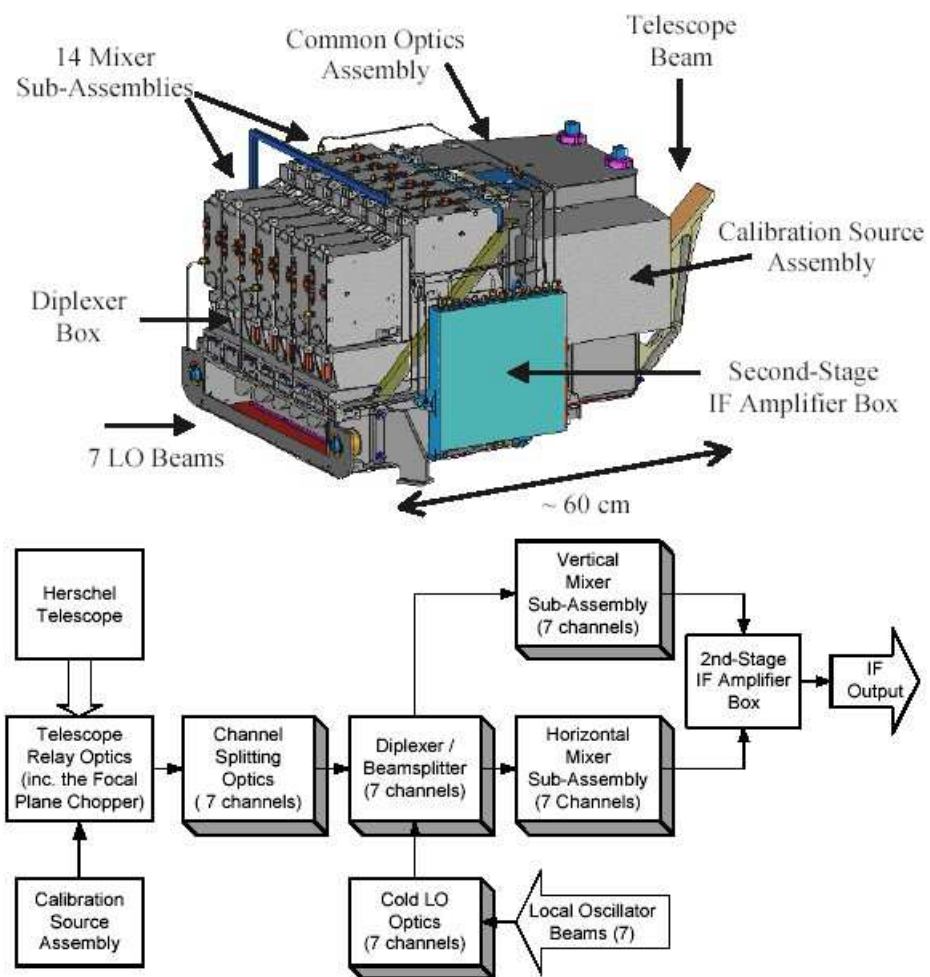 14 Mixer
Sub-Assemblies
Common Optics
Assembly
Telescope
Beam
Calibration Source
Assembly
Diplexer
Box
Second-Stage
IF Amplifier Box
7 LO Beams
~ 60 cm
Herschel
Telescope
Vertical
Mixer
Sub-Assembly
(7 channels)
2nd-Stage
IF Amplifier
Box
IF
Output
Telescope
Relay Optics
(inc. the Focal
Plane Chopper)
Channel
Splitting
Optics
( 7 channels)
Diplexer /
Beamsplitter
(7 channels)
Horizontal
Mixer
Sub-Assembly
(7 Channels)
Calibration
Source
Assembly
Cold LO
Optics
(7 channels)
Local Oscillator
Beams (7)